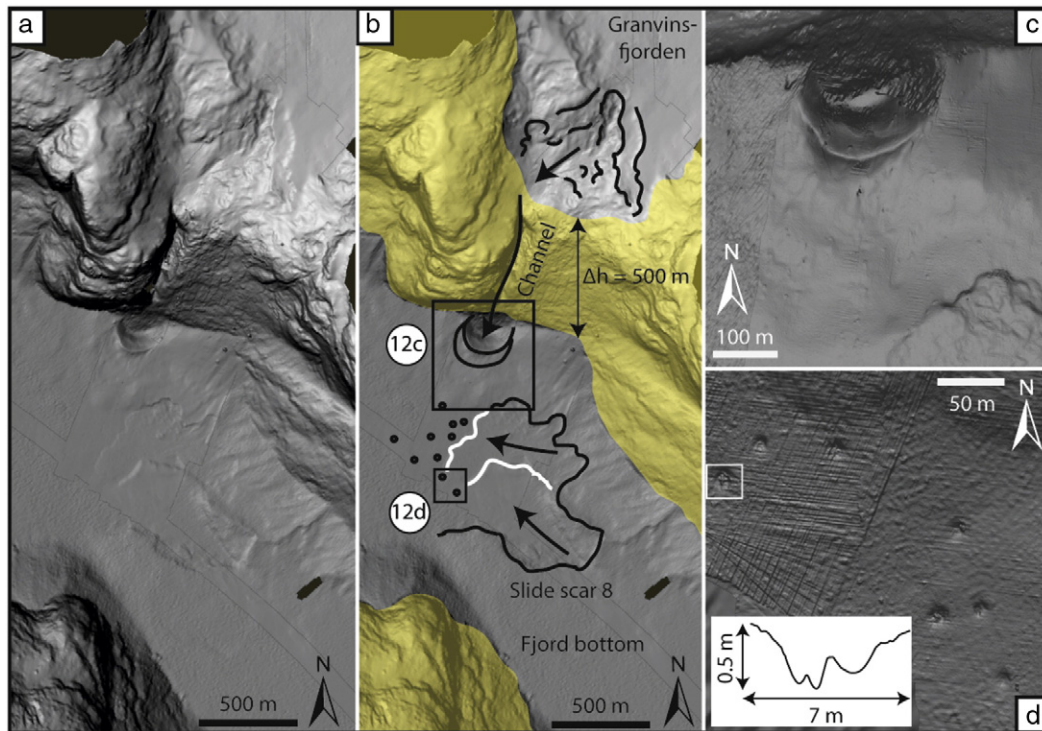 a
N
500 m
b
Granvins-
fjorden
Channel
Δh = 500 m
12c
12d
Slide scar 8
Fjord bottom
N
500 m
c
N
100 m
50 m
N
0.5 m
7 m
d